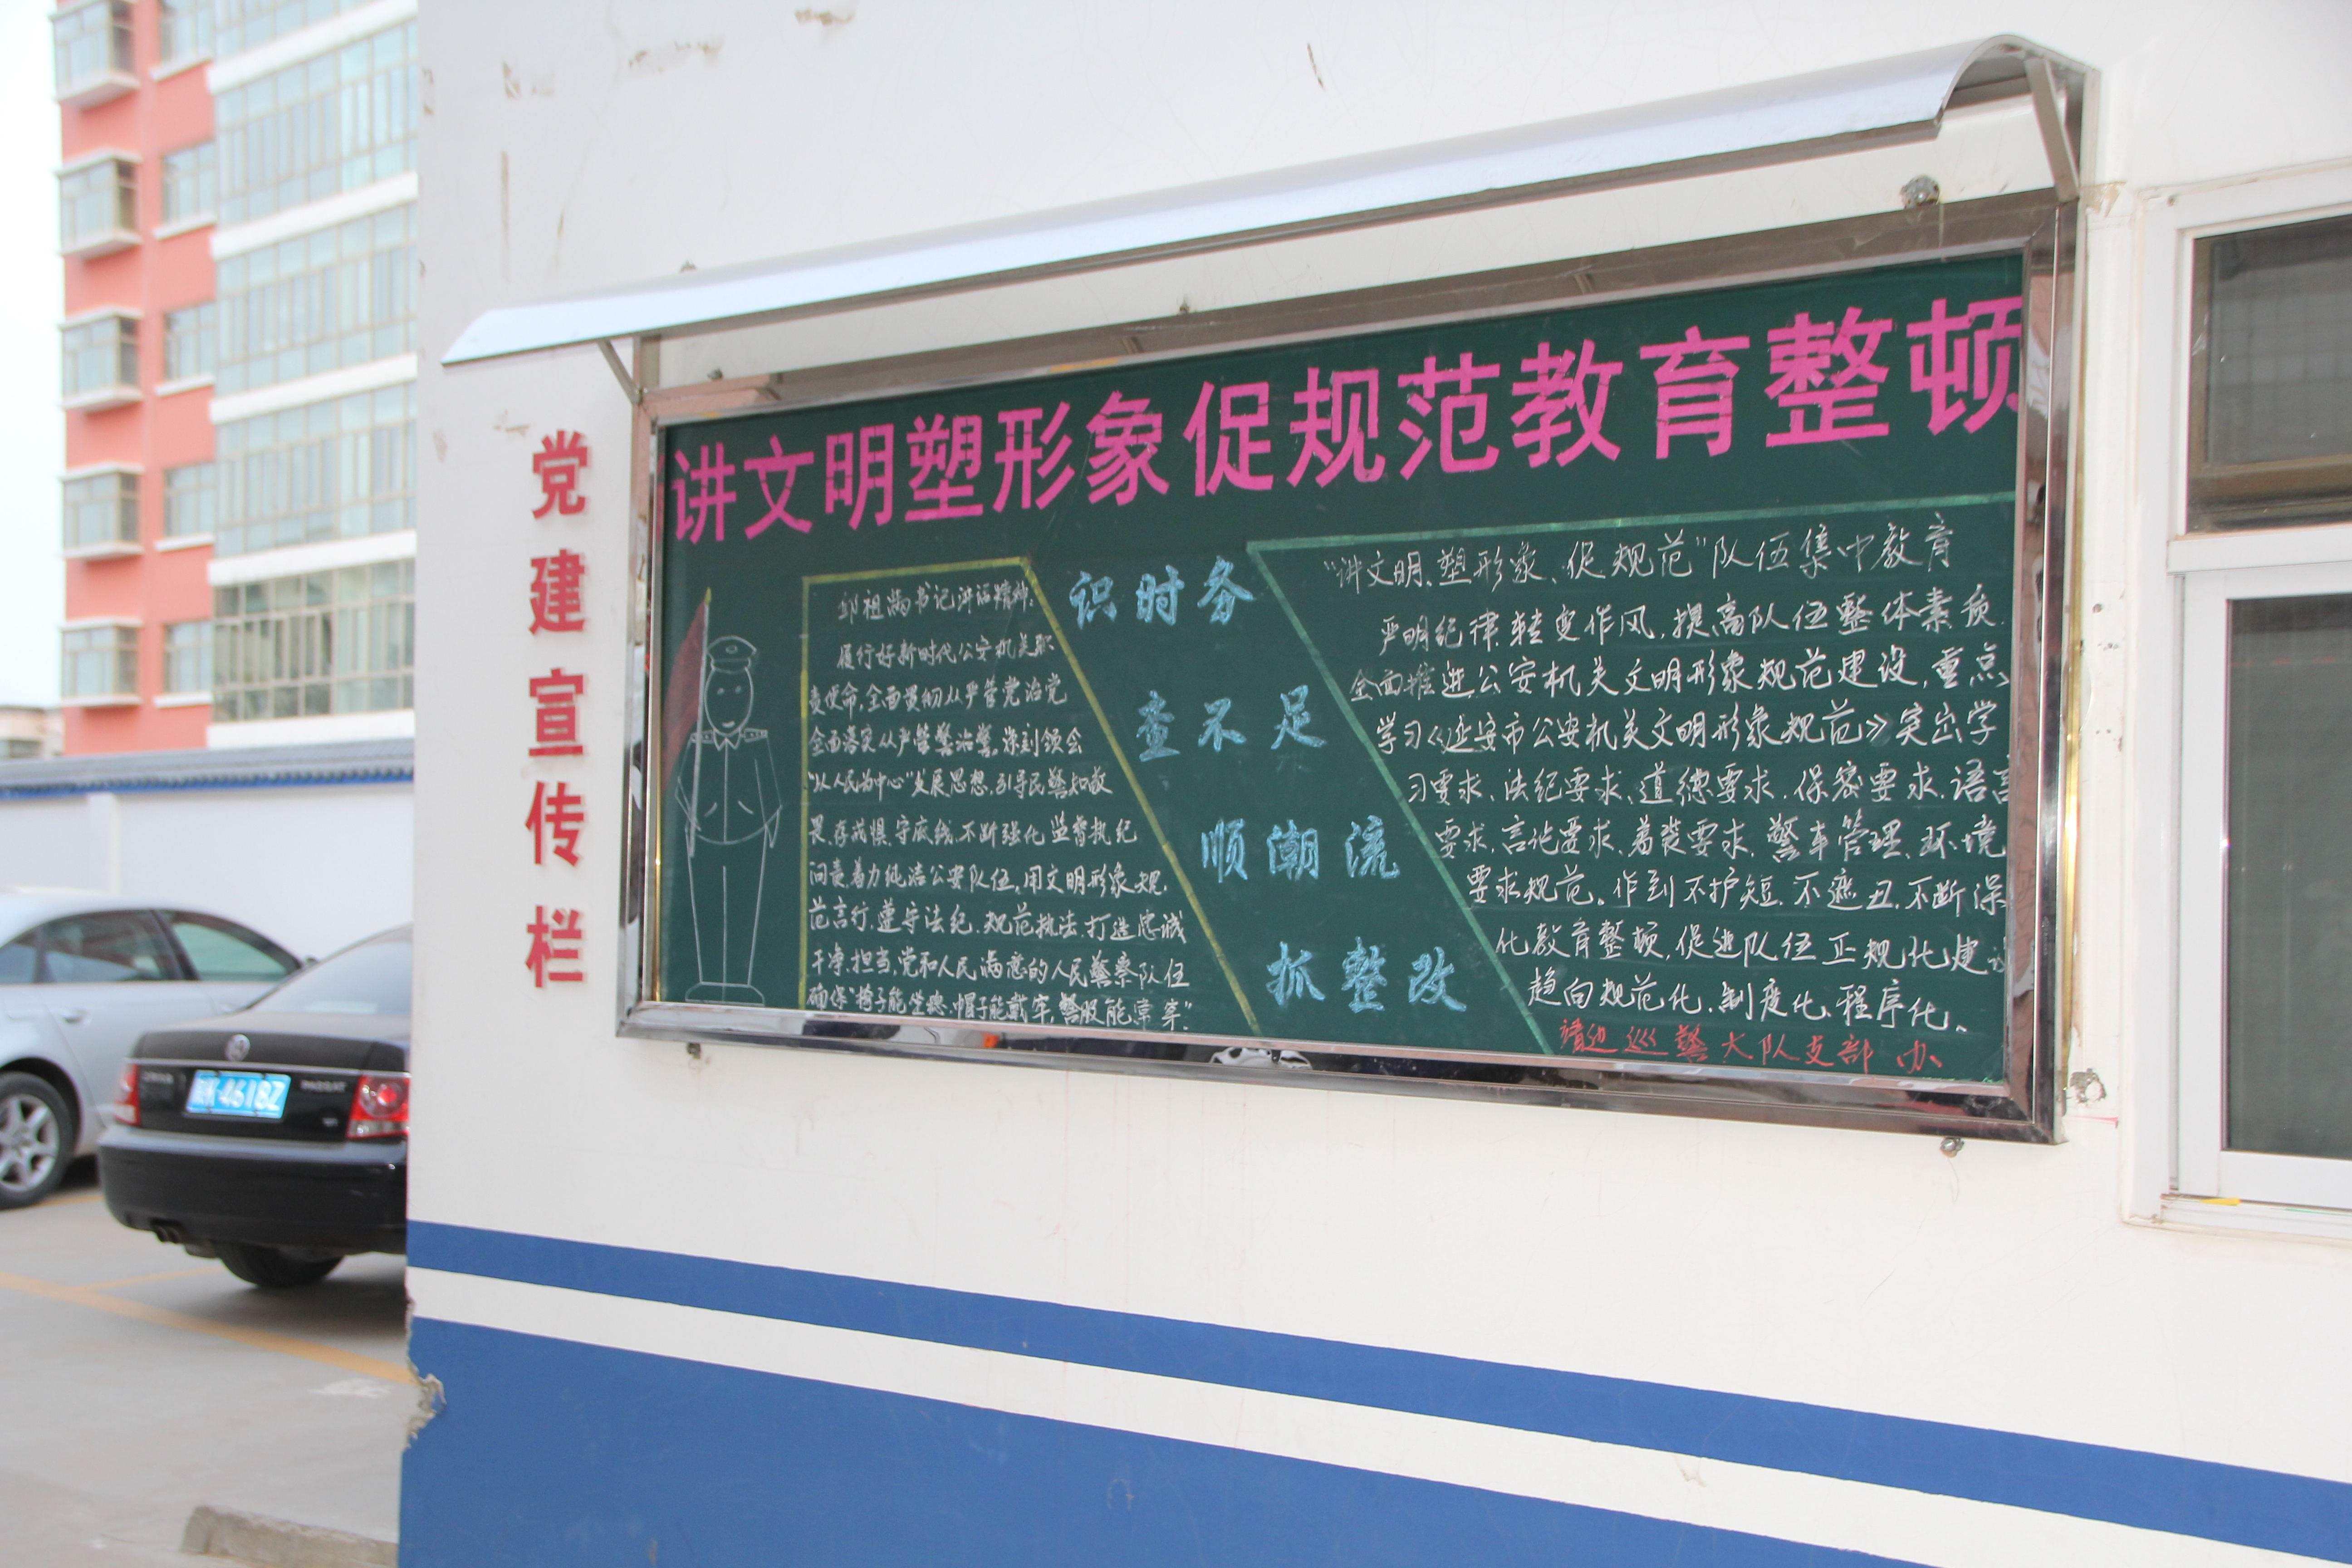 党建宣传栏
讲文明塑形象促规范教育整顿
履行好新时代公安机关职
责使命,全面贯彻从严管党治党
全面落实从严管警治警,深刻领会
"从人民为中心"发展思想,引导民警知敬
畏,存戒惧,守底线,不断强化监督执纪
问责,着力纯洁公安队伍,用文明形象规,
范言行,遵守法纪,规范执法,打造忠诚
干净,担当,党和人民满意的人民警察队伍
确保"椅子能坐稳,帽子能戴牢,警服能常穿"。
识时务
查不足
顺潮流
抓整改
"讲文明、塑形象、促规范"队伍集中教育
严明纪律,转变作风,提高队伍整体素质,
全面推进公安机关文明形象规范建设,重点
学习《延安市公安机关文明形象规范》突出学
习要求、法纪要求、道德要求、保密要求、语言
要求、言论要求、着装要求、警车管理、环境
要求规范。作到不护短,不遮丑,不断深
化教育整顿,促进队伍正规化建设
趋向规范化、制度化、程序化。
靖边巡警大队支部 办
4618Z
PASSAT